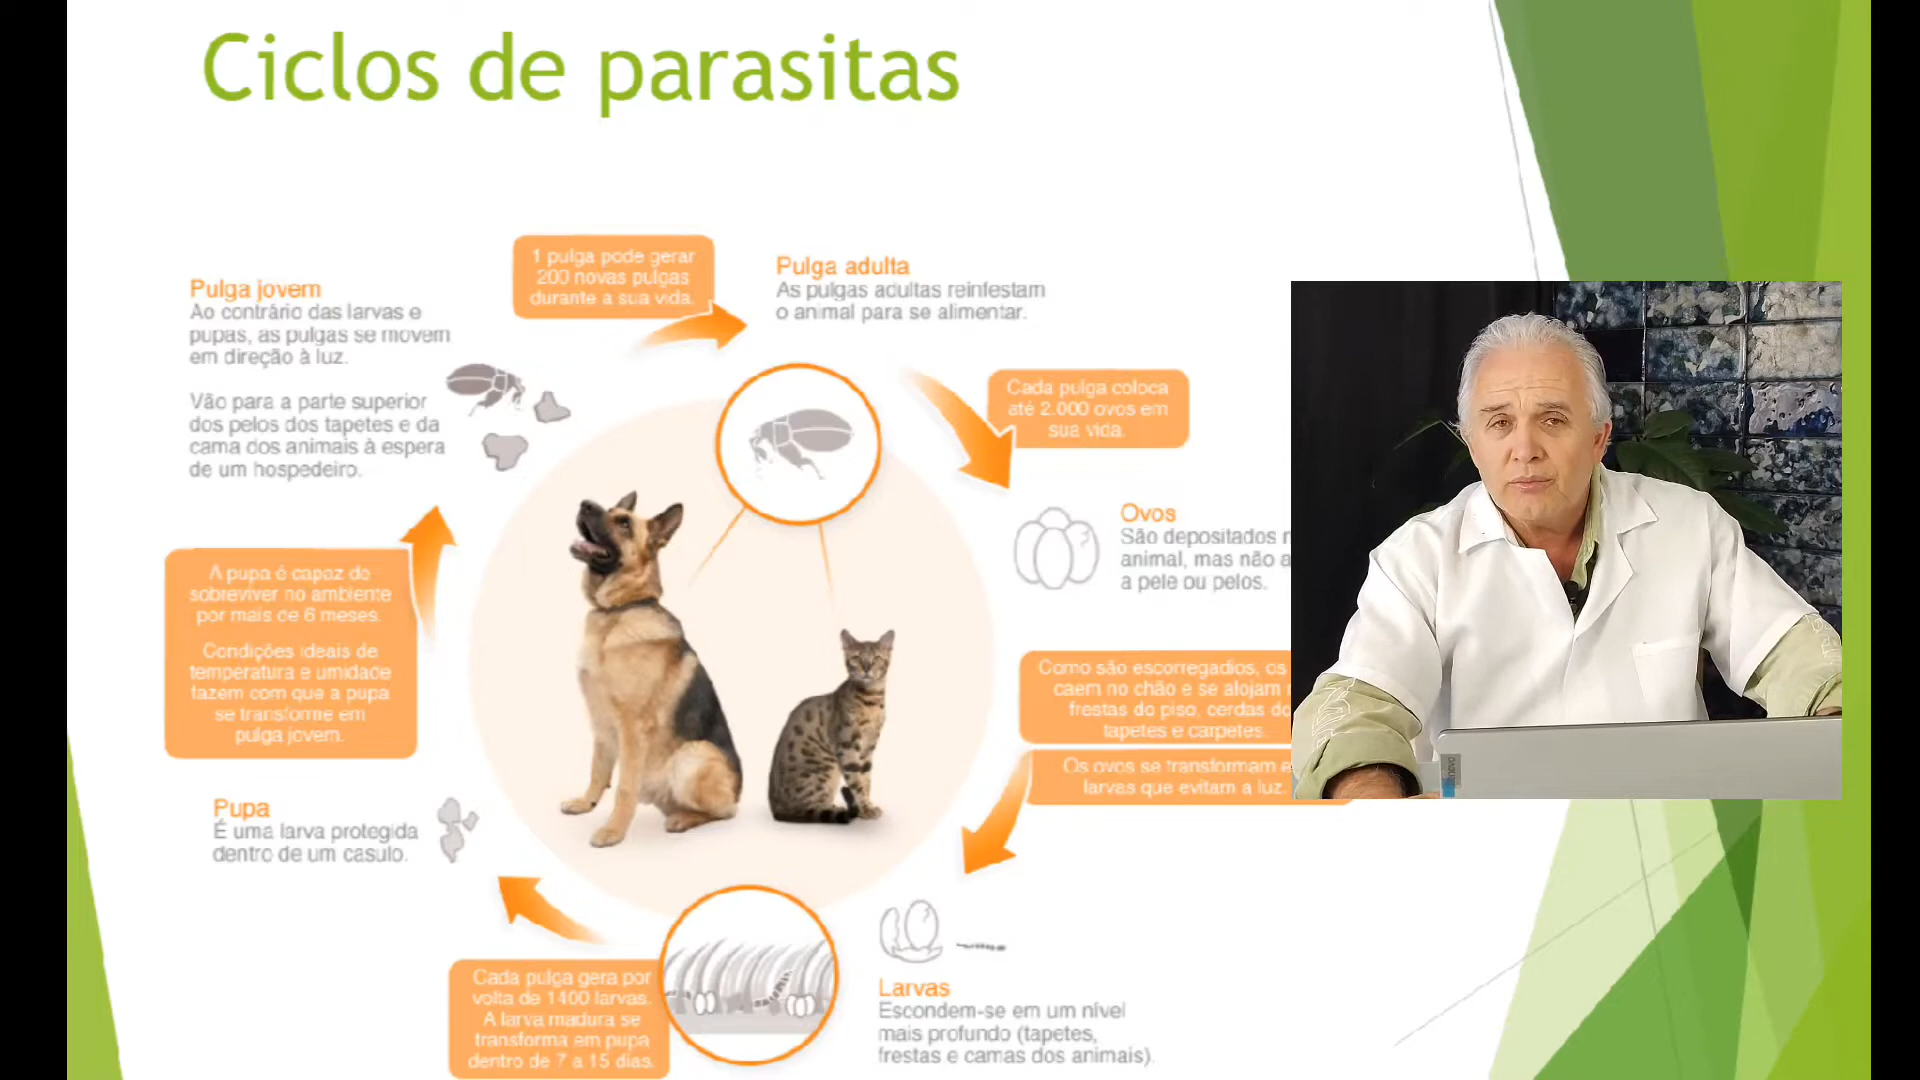 Ciclos de parasitas
1 pulga pode gerar
200 novas pulgas
durante a sua vida.
Pulga adulta
As pulgas adultas reinfestam
o animal para se alimentar.
Pulga jovem
Ao contrário das larvas e
pupas, as pulgas se movem
em direção à luz.
Vão para a parte superior
dos pelos dos tapetes e da
cama dos animais à espera
de um hospedeiro.
Cada pulga coloca
até 2.000 ovos em
sua vida.
Ovos
São depositados
animal, mas não
a pele ou pelos.
A pupa é capaz de
sobreviver no ambiente
por mais de 6 meses.
Condições ideais de
temperatura e umidade
fazem com que a pupa
se transforme em
pulga jovem.
Como são escorregadios, os
caem no chão e se alojam
frestas do piso, cerdas
tapetes e carpetes.
Os ovos se transformam
larvas que evitam a luz.
Pupa
É uma larva protegida
dentro de um casulo.
Cada pulga gera por
volta de 1400 larvas.
A larva madura se
transforma em pupa
dentro de 7 a 15 dias.
Larvas
Escondem-se em um nível
mais profundo (tapetes,
frestas e camas dos animais).